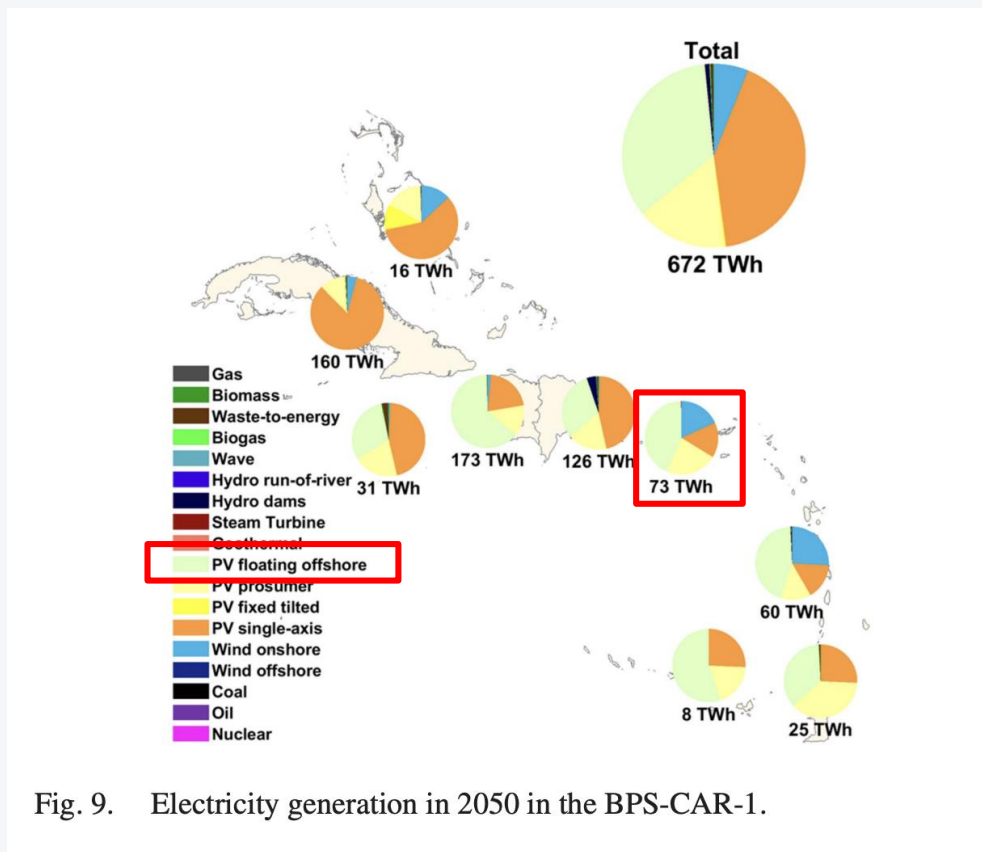 Total
672 TWh
16 TWh
160 TWh
Gas
Biomass
Waste-to-energy
Biogas
Wave
Hydro run-of-river
Hydro dams
Steam Turbine
Geothermal
PV floating offshore
PV prosumer
PV fixed tilted
PV single-axis
Wind onshore
Wind offshore
Coal
Oil
Nuclear
31 TWh
173 TWh
126 TWh
73 TWh
60 TWh
8 TWh
25 TWh
Fig. 9. Electricity generation in 2050 in the BPS-CAR-1.